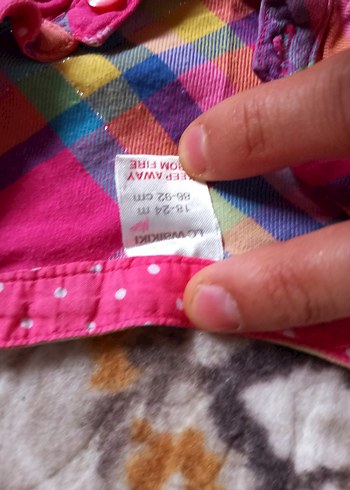 LC WAIKIKI
18-24 m
86-92 cm
KEEP AWAY
FROM FIRE